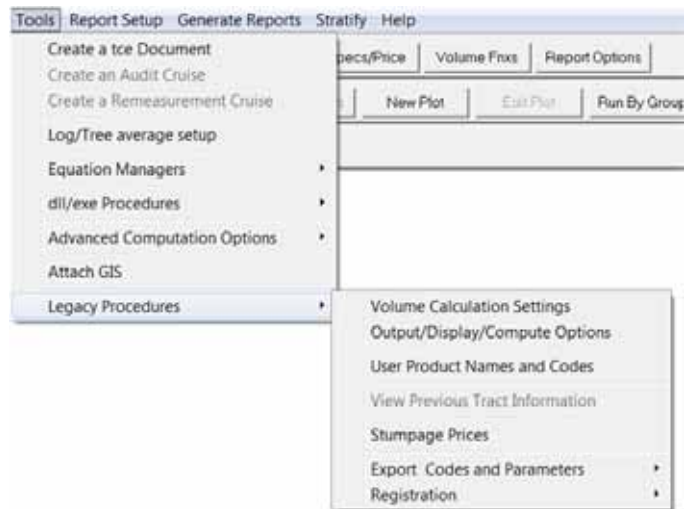 Tools Report Setup Generate Reports Stratify Help
Create a tce Document
Create an Audit Cruise
Create a Remeasurement Cruise
Log/Tree average setup
Equation Managers
dll/exe Procedures
Advanced Computation Options
Attach GIS
Legacy Procedures
pecs/Price Volume Fnxs Report Options
New Plot Edit Plot Run By Group
Volume Calculation Settings
Output/Display/Compute Options
User Product Names and Codes
View Previous Tract Information
Stumpage Prices
Export Codes and Parameters
Registration